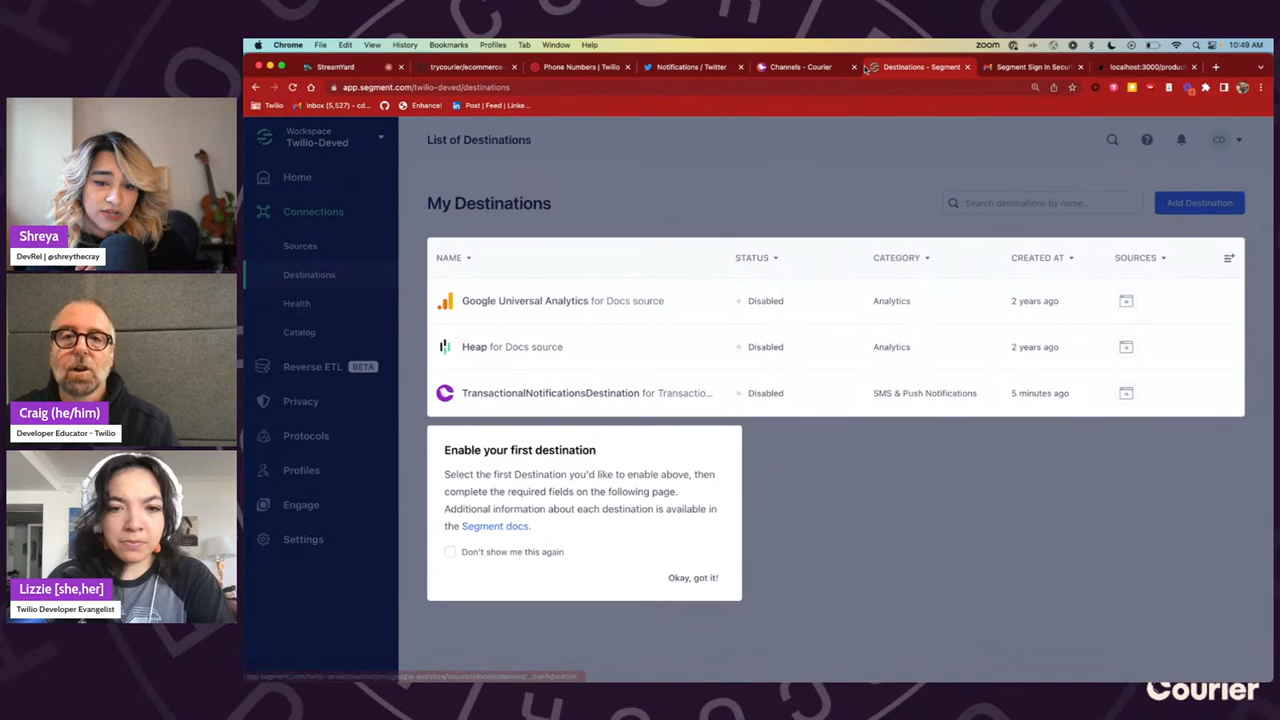 Chrome File Edit View History Bookmarks Profiles Tab Window Help
zoom 10:49 AM
StreamYard
trycourier/ecommerce-
Phone Numbers | Twilio
Notifications / Twitter
Channels - Courier
Destinations - Segment
Segment Sign In Secur
localhost:3000/produc
app.segment.com/twilio-deved/destinations
Twilio
Inbox (5,527) - cd...
Enhance!
Post | Feed | Linke...
Workspace
Twilio-Deved
Home
Connections
Sources
Destinations
Health
Catalog
Reverse ETL BETA
Privacy
Protocols
Profiles
Engage
Settings
List of Destinations
CD
My Destinations
Search destinations by name...
Add Destination
NAME STATUS CATEGORY CREATED AT SOURCES
Google Universal Analytics for Docs source Disabled Analytics 2 years ago
Heap for Docs source Disabled Analytics 2 years ago
TransactionalNotificationsDestination for Transactio... Disabled SMS & Push Notifications 5 minutes ago
Enable your first destination
Select the first Destination you'd like to enable above, then
complete the required fields on the following page.
Additional information about each destination is available in
the Segment docs.
Don't show me this again
Okay, got it!
Shreya
DevRel | @shreythecray
Craig (he/him)
Developer Educator - Twilio
Lizzie [she,her]
Twilio Developer Evangelist
Courier